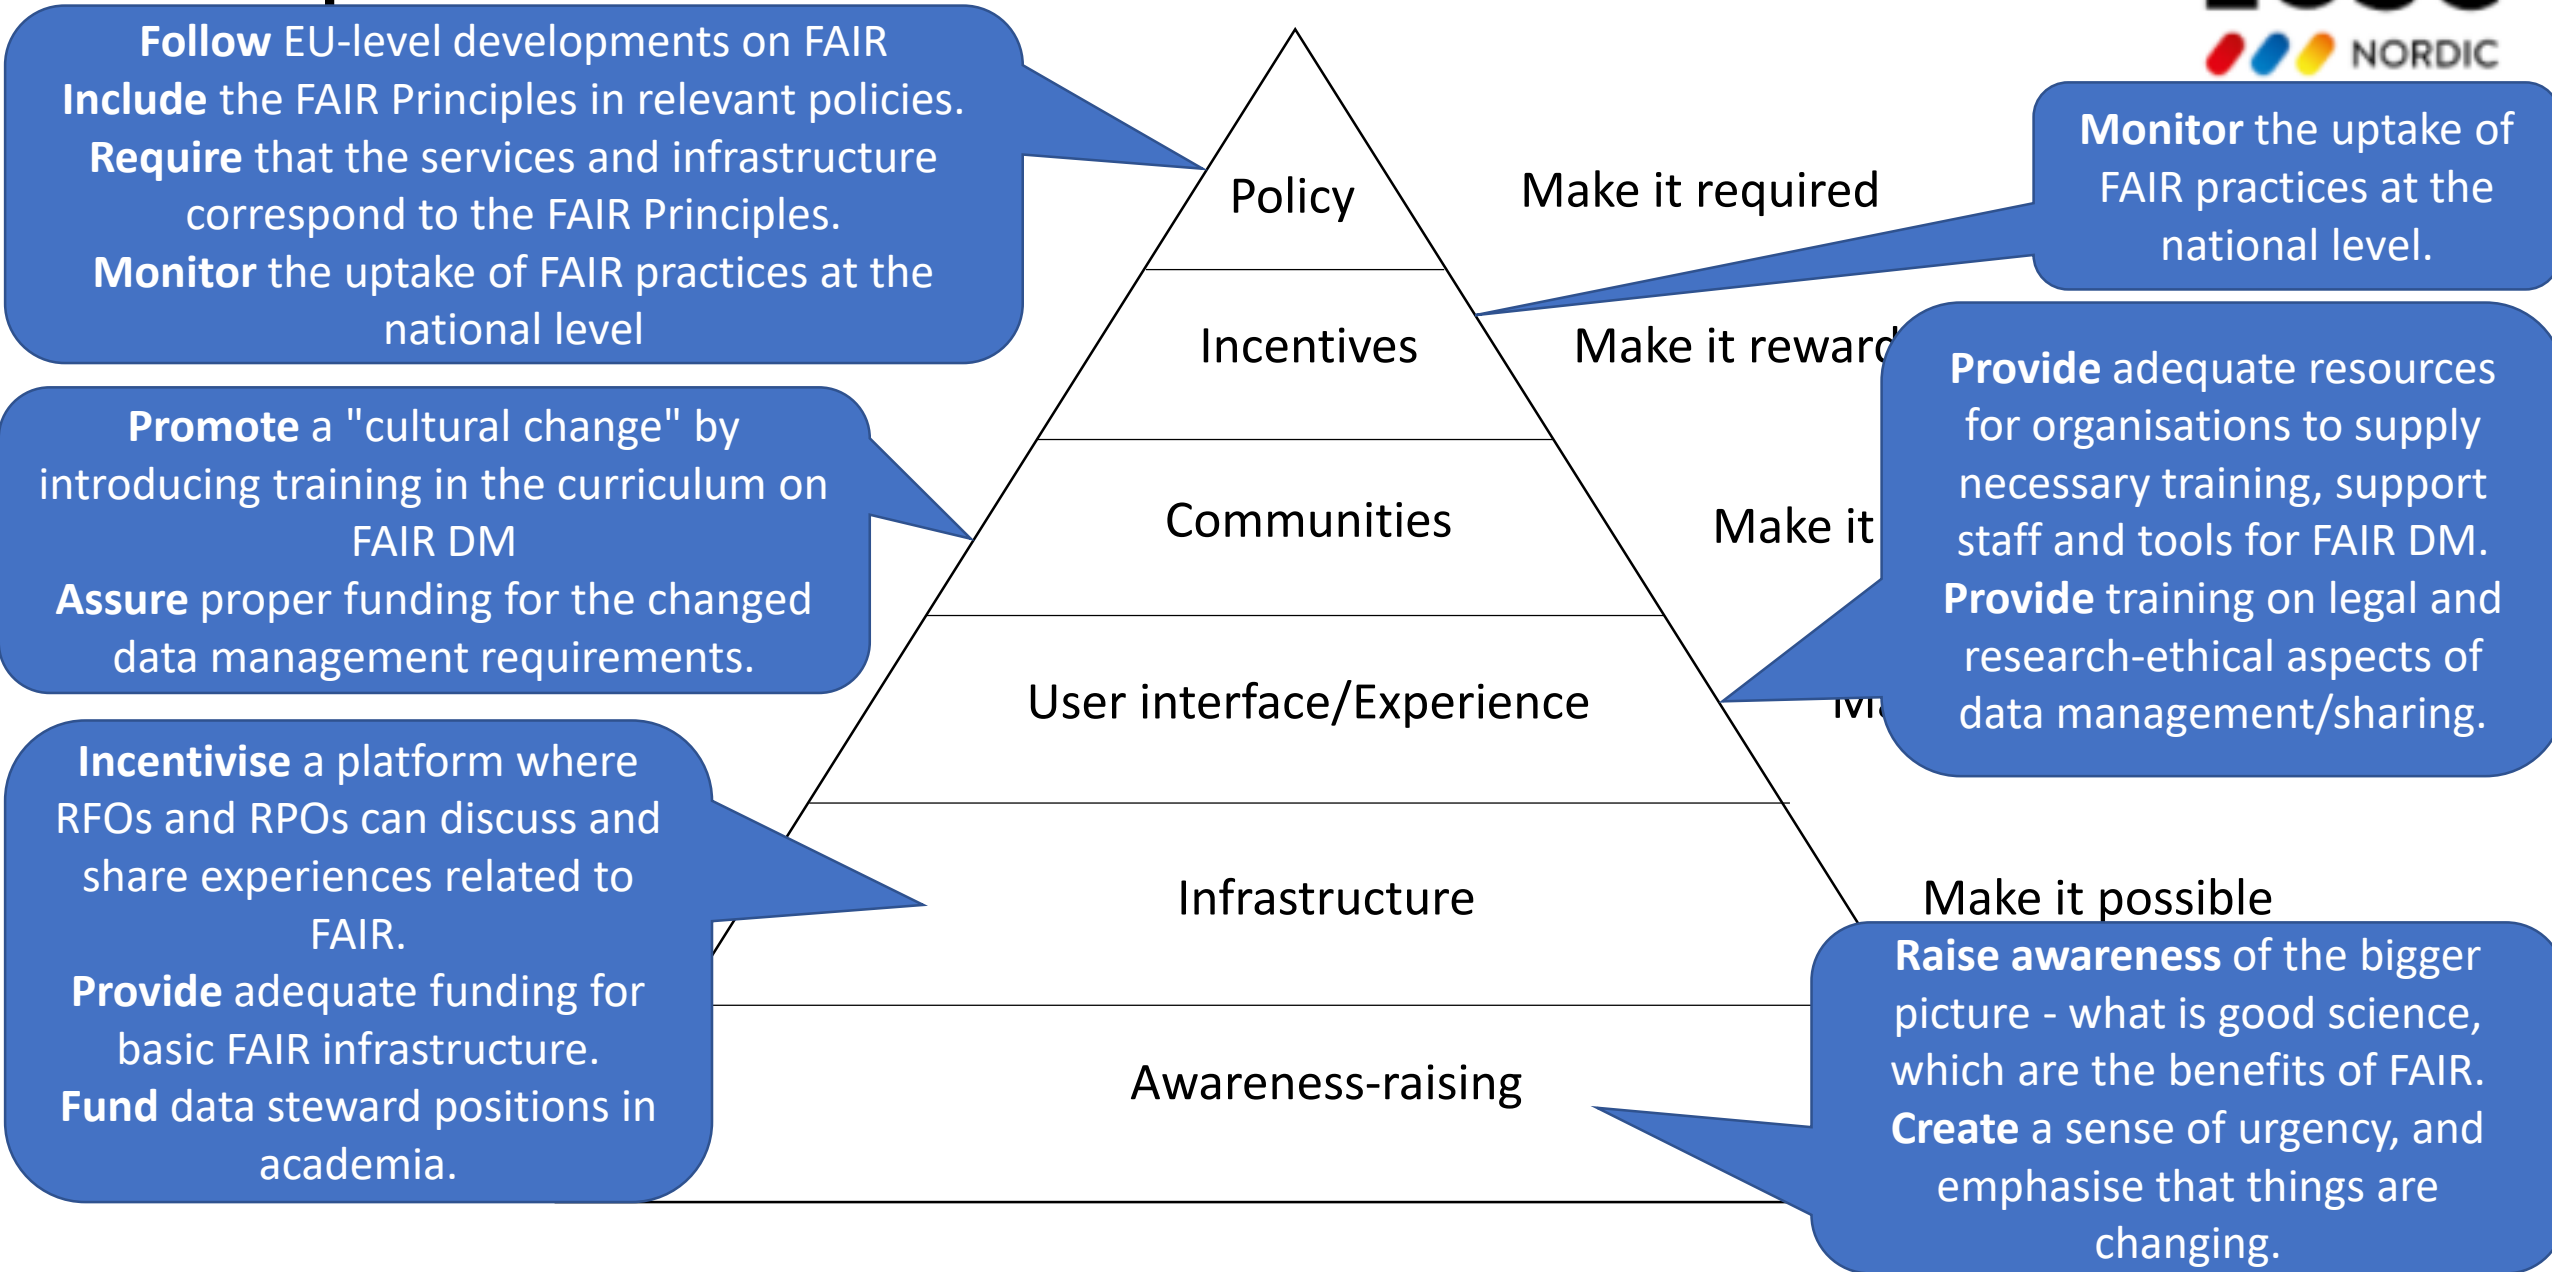 NORDIC
Follow EU-level developments on FAIR
Include the FAIR Principles in relevant policies.
Require that the services and infrastructure
correspond to the FAIR Principles.
Monitor the uptake of FAIR practices at the
national level
Policy
Make it required
Monitor the uptake of
FAIR practices at the
national level.
Incentives
Make it reward
Promote a "cultural change" by
introducing training in the curriculum on
FAIR DM
Assure proper funding for the changed
data management requirements.
Communities
Make it
Provide adequate resources
for organisations to supply
necessary training, support
staff and tools for FAIR DM.
Provide training on legal and
research-ethical aspects of
data management/sharing.
User interface/Experience
Incentivise a platform where
RFOs and RPOs can discuss and
share experiences related to
FAIR.
Provide adequate funding for
basic FAIR infrastructure.
Fund data steward positions in
academia.
Infrastructure
Make it possible
Awareness-raising
Raise awareness of the bigger
picture - what is good science,
which are the benefits of FAIR.
Create a sense of urgency, and
emphasise that things are
changing.